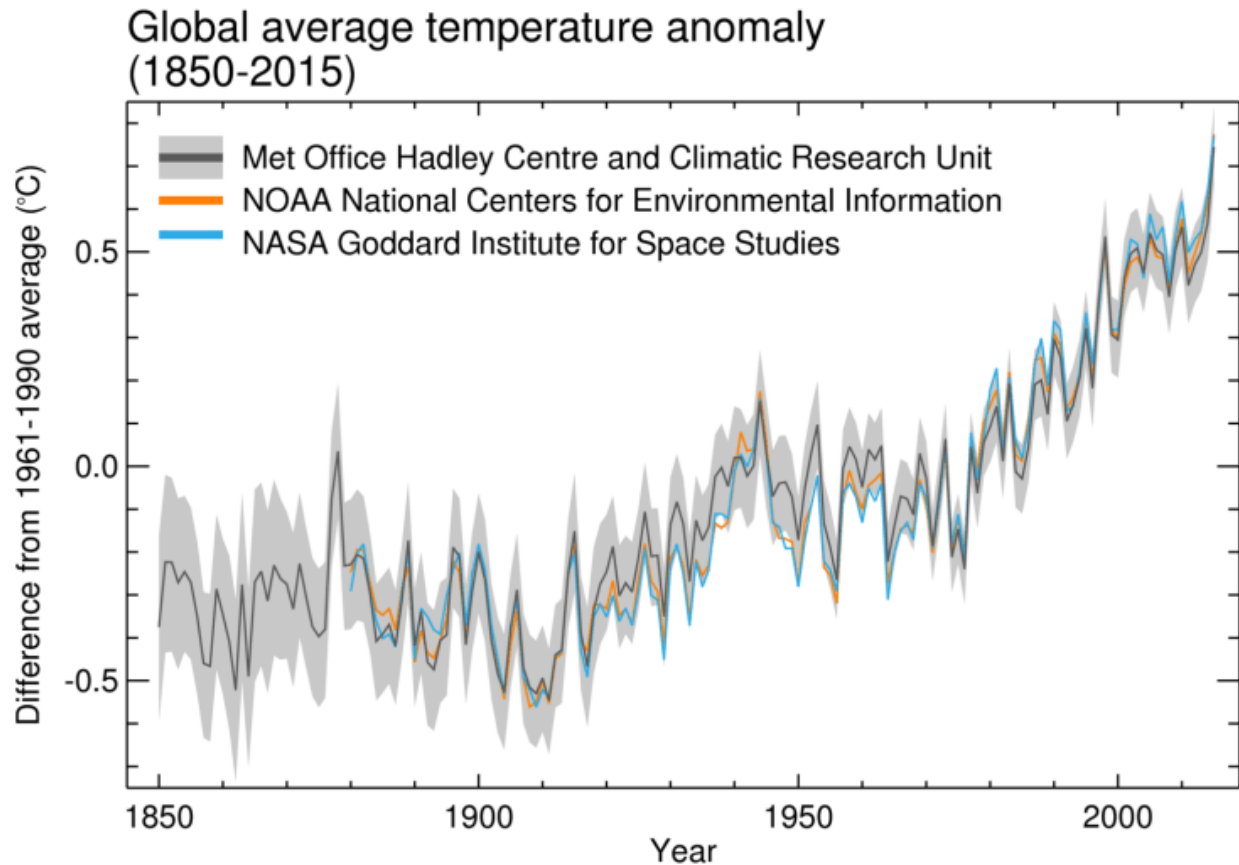 Global average temperature anomaly
(1850-2015)
Met Office Hadley Centre and Climatic Research Unit
NOAA National Centers for Environmental Information
NASA Goddard Institute for Space Studies
Difference from 1961-1990 average (°C)
0.5
0.0
-0.5
1850
1900
1950
2000
Year